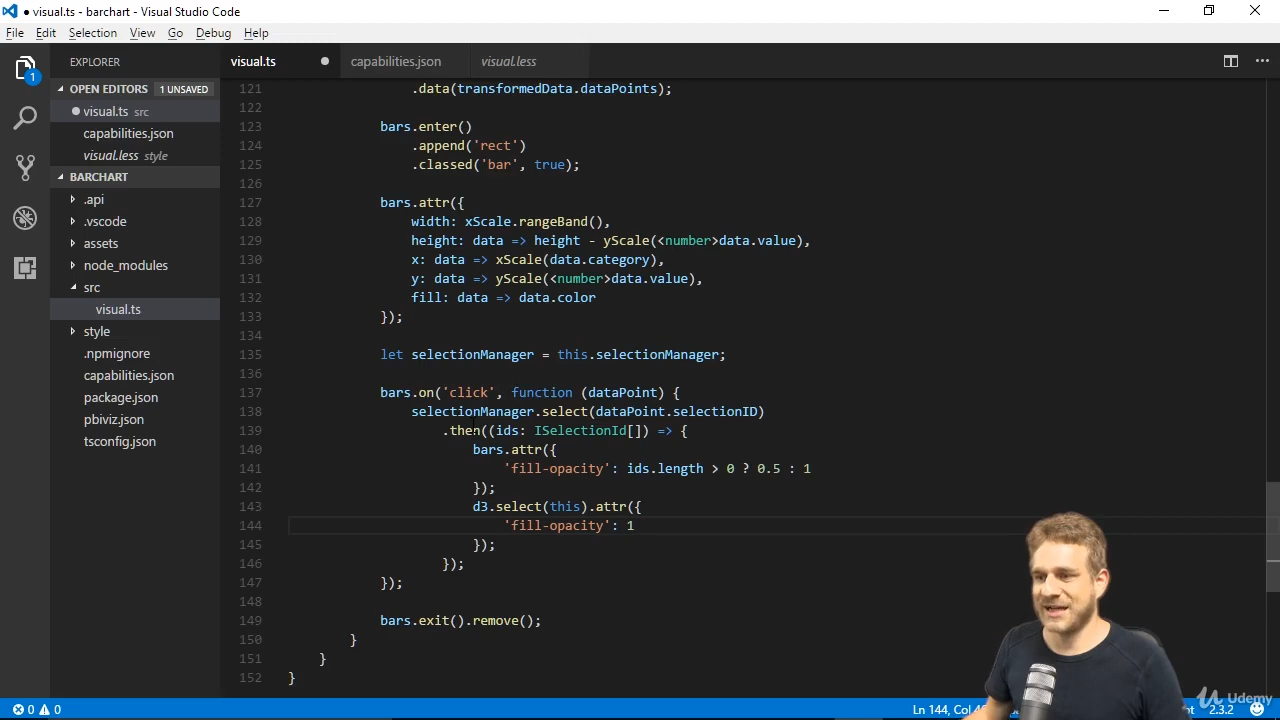 ● visual.ts - barchart - Visual Studio Code
File Edit Selection View Go Debug Help
EXPLORER
visual.ts
capabilities.json
visual.less
1
OPEN EDITORS 1 UNSAVED
visual.ts src
capabilities.json
visual.less style
BARCHART
.api
.vscode
assets
node_modules
src
visual.ts
style
.npmignore
capabilities.json
package.json
pbiviz.json
tsconfig.json
121 .data(transformedData.dataPoints);
122
123 bars.enter()
124 .append('rect')
125 .classed('bar', true);
126
127 bars.attr({
128 width: xScale.rangeBand(),
129 height: data => height - yScale(<number>data.value),
130 x: data => xScale(data.category),
131 y: data => yScale(<number>data.value),
132 fill: data => data.color
133 });
134
135 let selectionManager = this.selectionManager;
136
137 bars.on('click', function (dataPoint) {
138 selectionManager.select(dataPoint.selectionID)
139 .then((ids: ISelectionId[]) => {
140 bars.attr({
141 'fill-opacity': ids.length > 0 ? 0.5 : 1
142 });
143 d3.select(this).attr({
144 'fill-opacity': 1
145 });
146 });
147 });
148
149 bars.exit().remove();
150 }
151 }
152 }
0 0
Ln 144, Col
2.3.2
Udemy